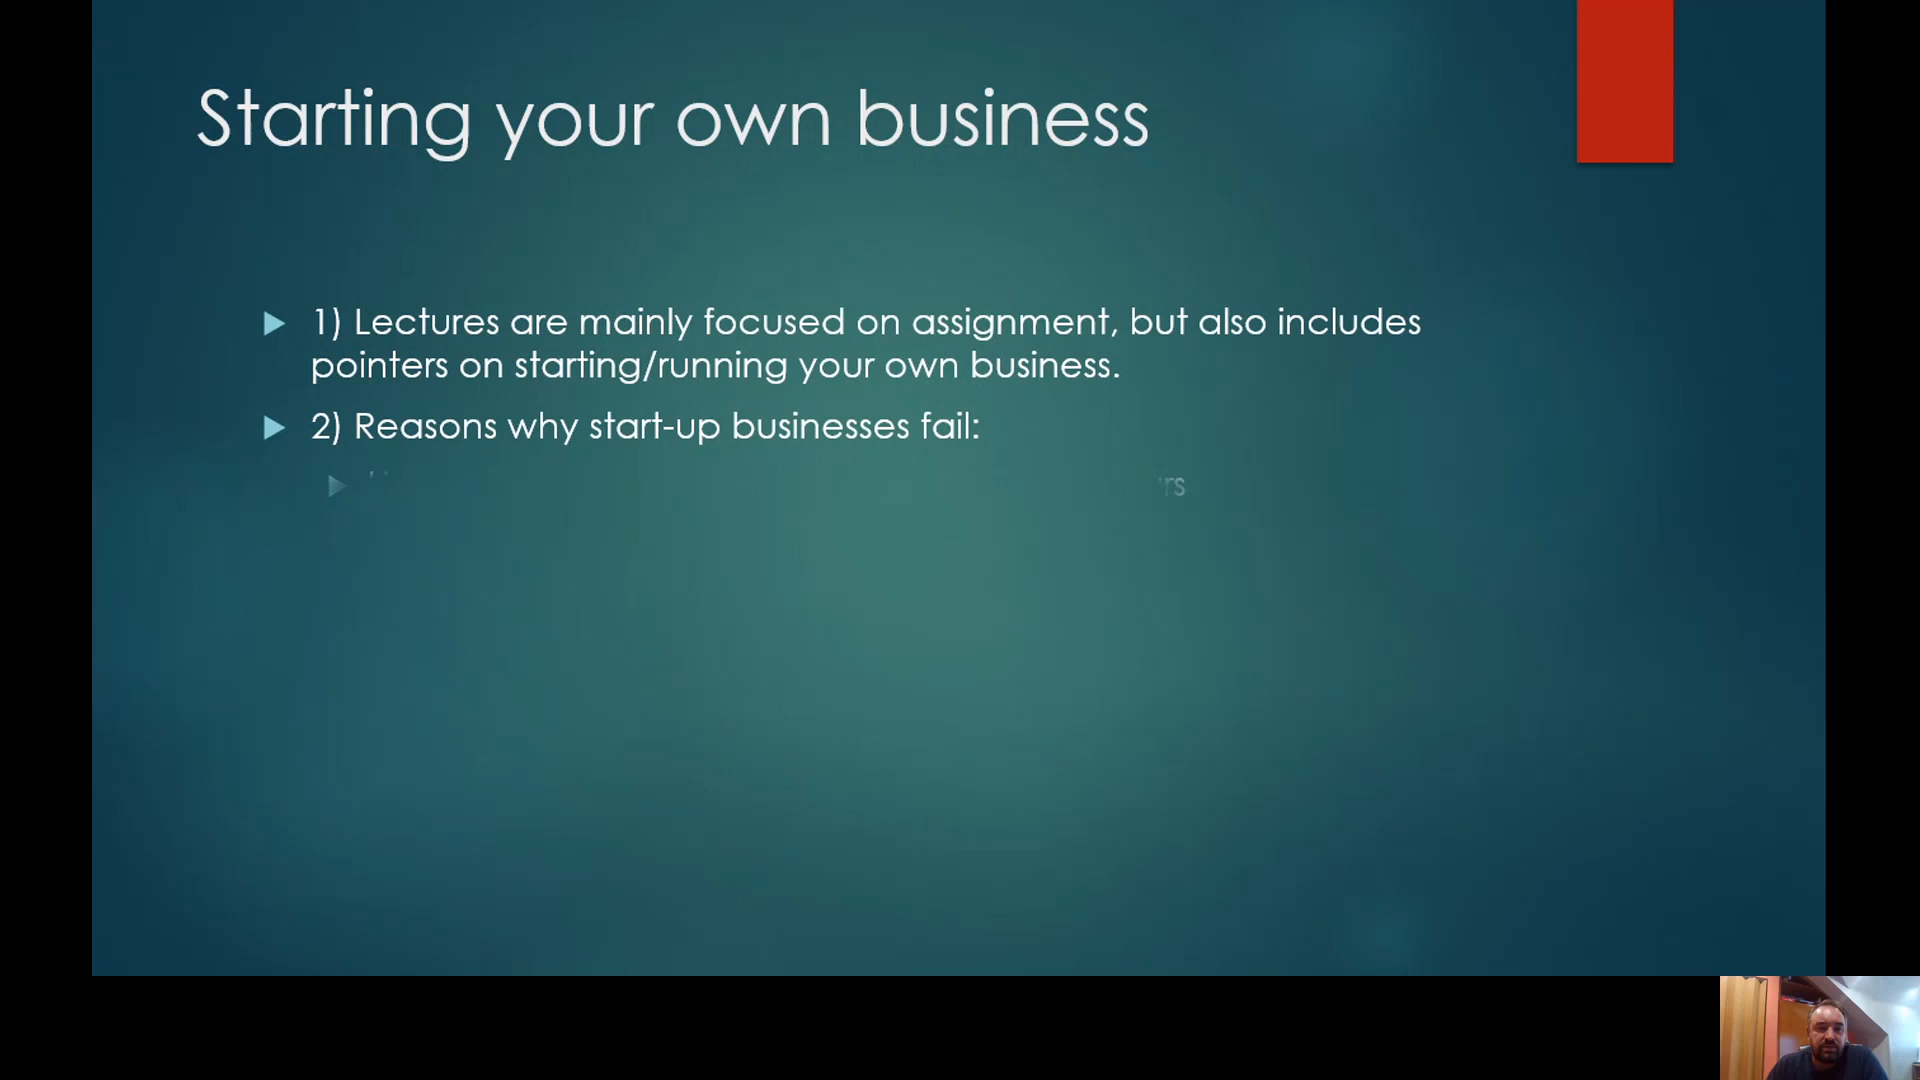 Starting your own business
1) Lectures are mainly focused on assignment, but also includes
pointers on starting/running your own business.
2) Reasons why start-up businesses fail: